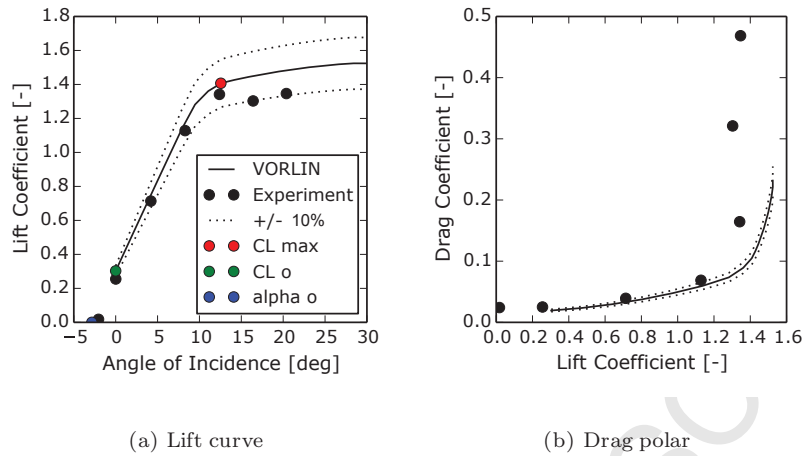 1.8
1.6
1.4
1.2
1.0
0.8
0.6
0.4
0.2
0.0
Lift Coefficient [-]
−5 0 5 10 15 20 25 30
Angle of Incidence [deg]
VORLIN
Experiment
+/- 10%
CL max
CL o
alpha o
(a) Lift curve
0.5
0.4
0.3
0.2
0.1
0.0
Drag Coefficient [-]
0.0 0.2 0.4 0.6 0.8 1.0 1.2 1.4 1.6
Lift Coefficient [-]
(b) Drag polar